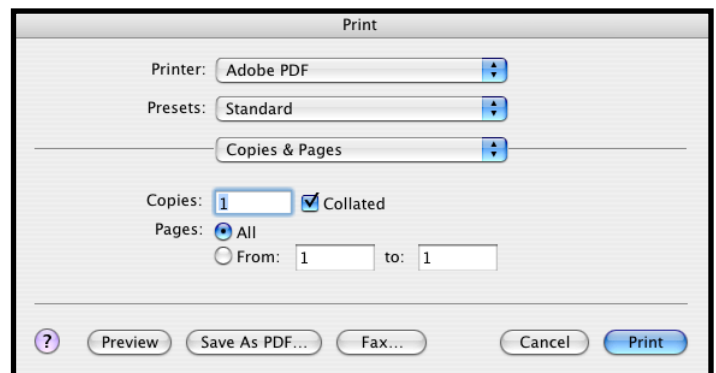 Print
Printer: Adobe PDF
Presets: Standard
Copies & Pages
Copies: 1 Collated
Pages: All
From: 1 to: 1
? Preview Save As PDF... Fax... Cancel Print